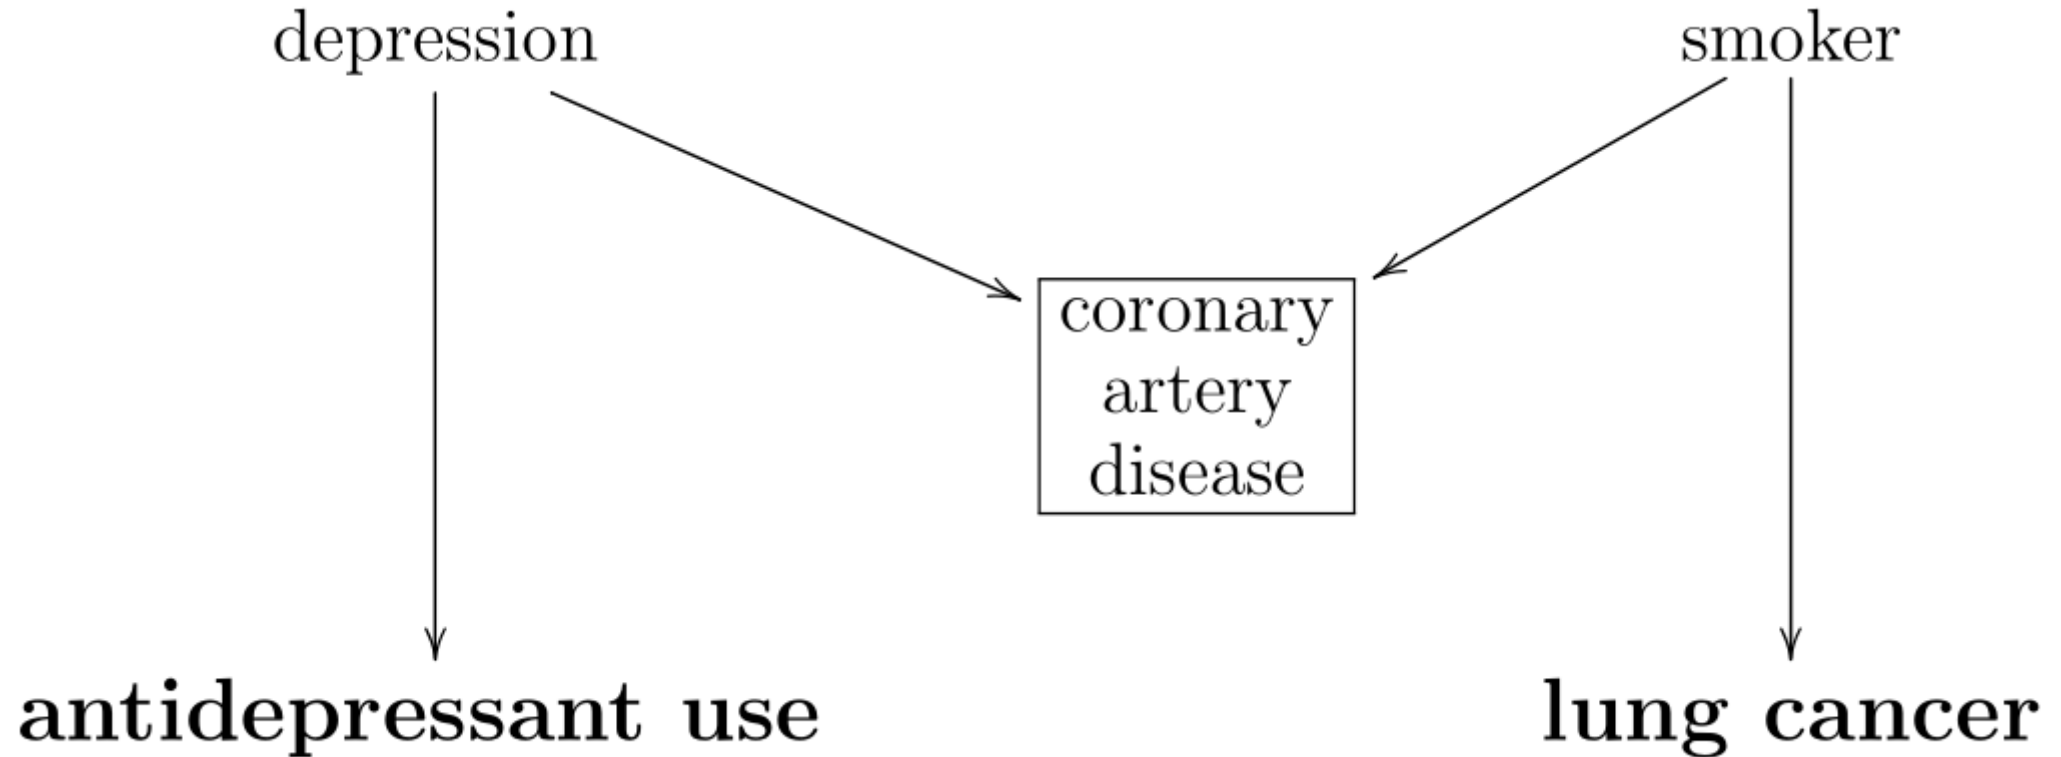 depression
smoker
coronary
artery
disease
antidepressant use
lung cancer